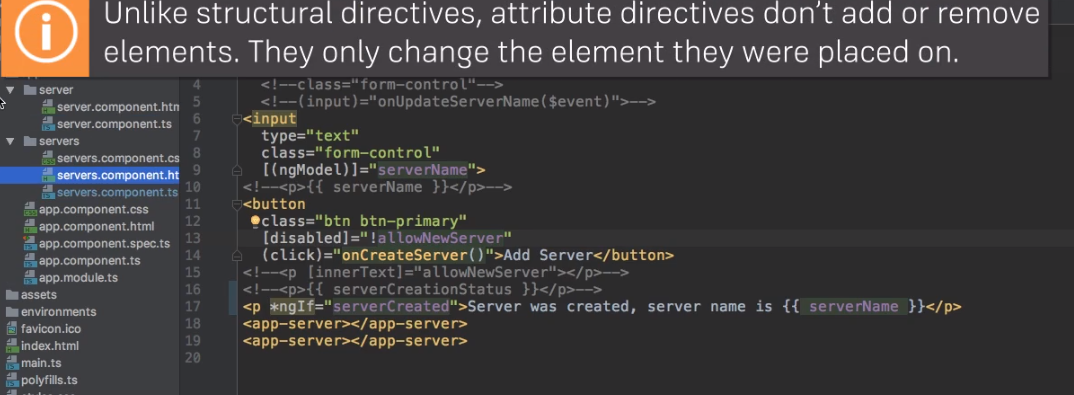 Unlike structural directives, attribute directives don't add or remove
elements. They only change the element they were placed on.
server
server.component.htm
server.component.ts
servers
servers.component.cs
servers.component.ht
servers.component.ts
app.component.css
app.component.html
app.component.spec.ts
app.component.ts
app.module.ts
assets
environments
favicon.ico
index.html
main.ts
polyfills.ts
4 <!--class="form-control"-->
5 <!--(input)="onUpdateServerName($event)">-->
6 <input
7 type="text"
8 class="form-control"
9 [(ngModel)]="serverName">
10 <!--<p>{{ serverName }}</p>-->
11 <button
12 class="btn btn-primary"
13 [disabled]="!allowNewServer"
14 (click)="onCreateServer()">Add Server</button>
15 <!--<p [innerText]="allowNewServer"></p>-->
16 <!--<p>{{ serverCreationStatus }}</p>-->
17 <p *ngIf="serverCreated">Server was created, server name is {{ serverName }}</p>
18 <app-server></app-server>
19 <app-server></app-server>
20